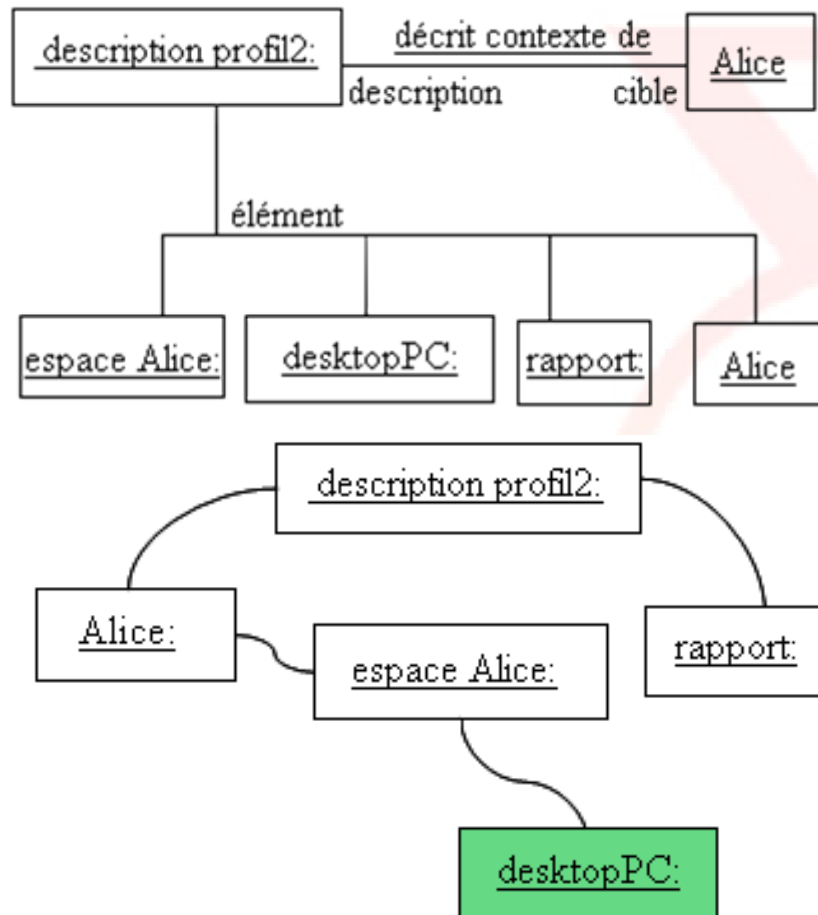 description profil2:
décrit contexte de
Alice
description
cible
élément
espace Alice:
desktopPC:
rapport:
Alice
description profil2:
Alice:
espace Alice:
rapport:
desktopPC: